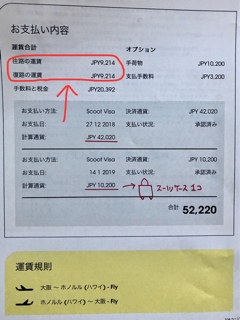 お支払い内容
運賃合計 オプション
往路の運賃 JPY9,214 手荷物 JPY10,200
復路の運賃 JPY9,214 支払手数料 JPY3,200
手数料と税金 JPY20,392
お支払い方法: Scoot Visa 決済通貨: JPY 42,020
お支払日: 27 12 2018 支払い状況: 承認済み
計算通貨: JPY 42,020
お支払い方法: Scoot Visa 決済通貨: JPY 10,200
お支払日: 14 1 2019 支払い状況: 承認済み
計算通貨: JPY 10,200 → スーツケース 1コ
合計 52,220
運賃規則
大阪 ～ ホノルル (ハワイ) - Fly
ホノルル (ハワイ) ～ 大阪 - Fly